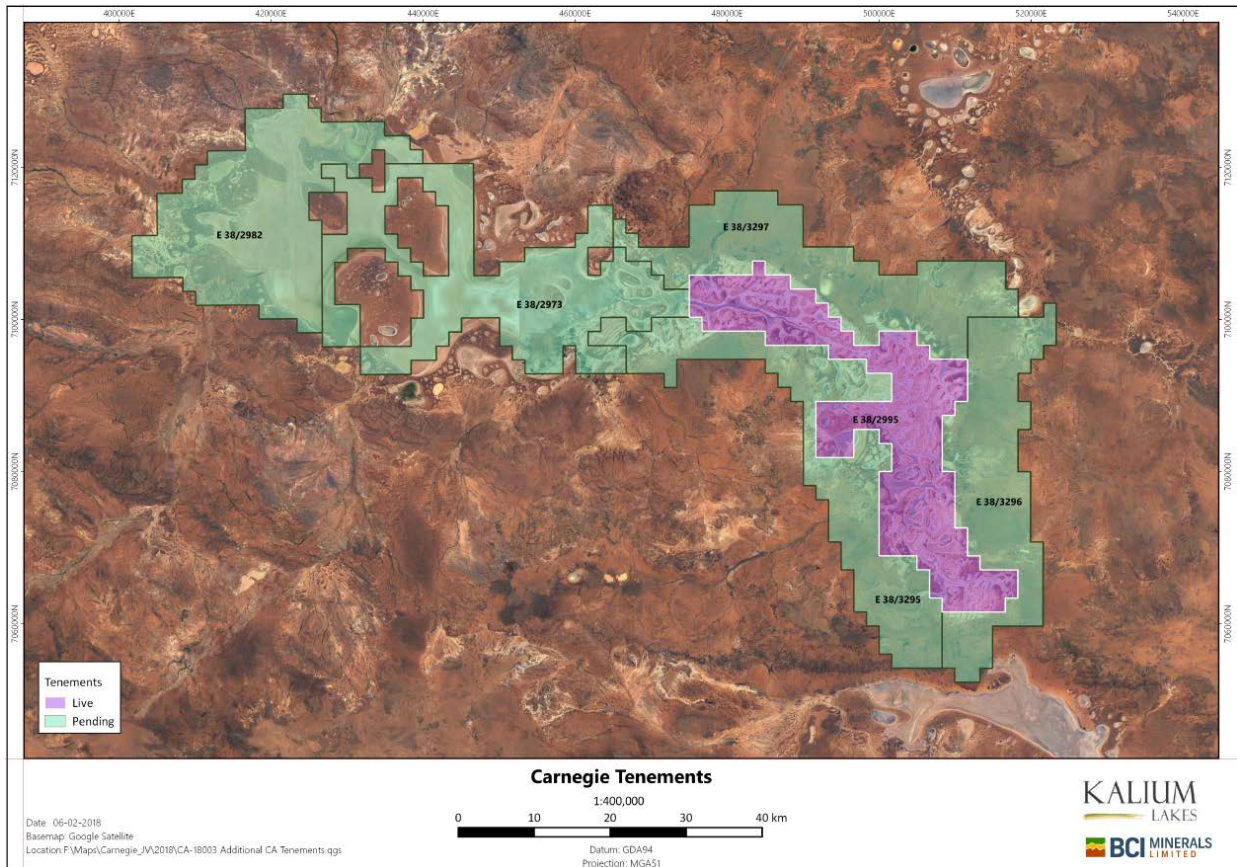 400000E 420000E 440000E 460000E 480000E 500000E 520000E 540000E
7120000N 7120000N
E 38/3297
E 38/2982
E 38/2973
7100000N 7100000N
E 38/2995
7080000N 7080000N
E 38/3296
E 38/3295
7060000N 7060000N
Tenements
Live
Pending
Carnegie Tenements
1:400,000
0 10 20 30 40 km
Date: 06-02-2018
Basemap: Google Satellite
Location:F:\Maps\Carnegie_JV\2018\CA-18003 Additional CA Tenements.qgs
Datum: GDA94
Projection: MGA51
KALIUM
LAKES
BCI MINERALS
LIMITED